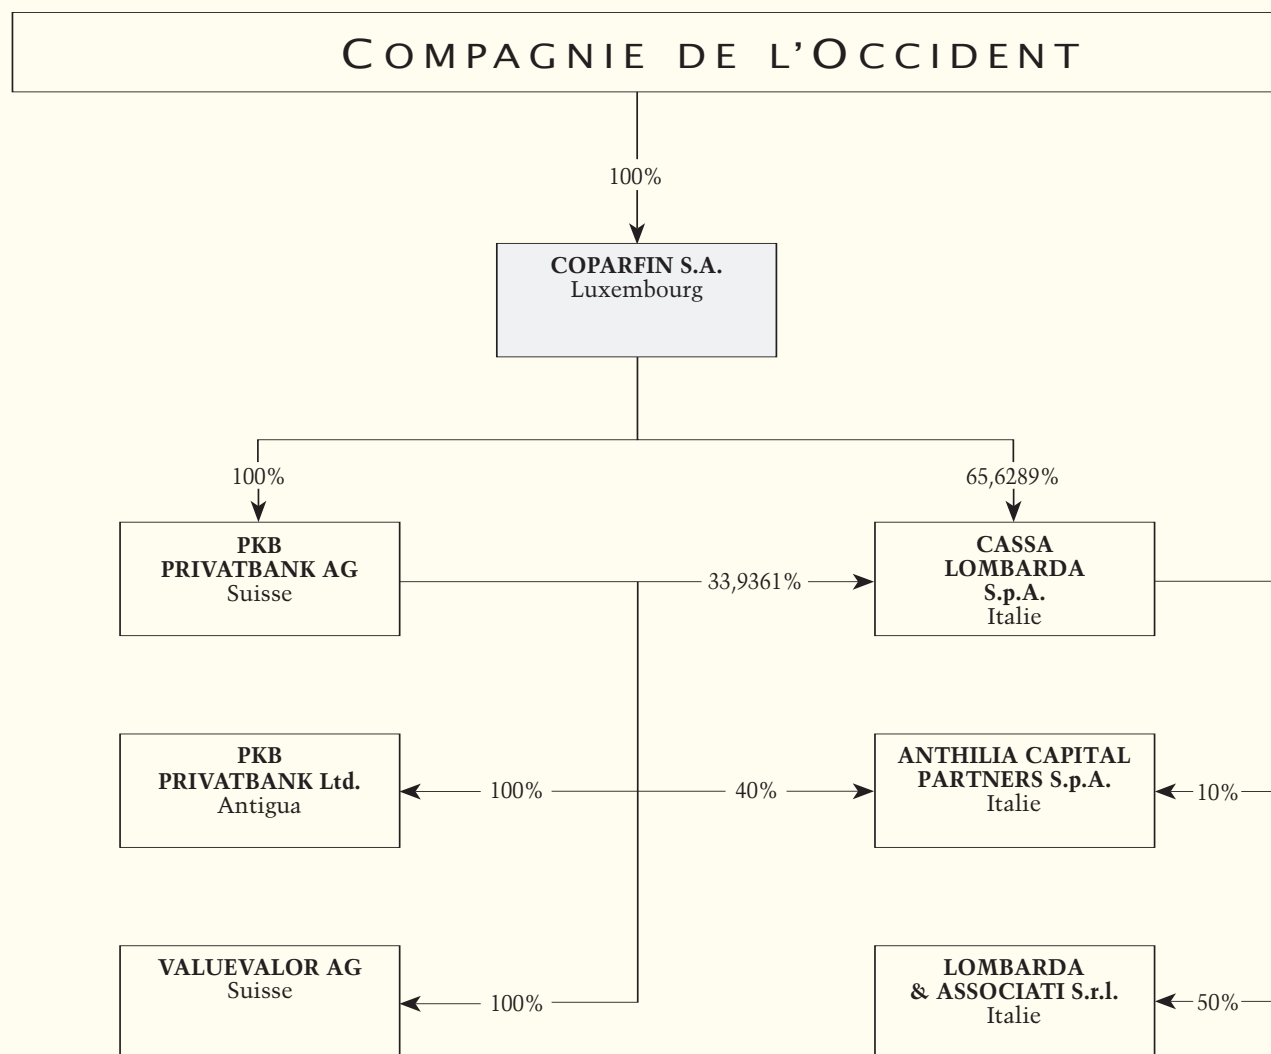 COMPAGNIE DE L’OCCIDENT
100%
COPARFIN S.A.
Luxembourg
100%
65,6289%
PKB
PRIVATBANK AG
Suisse
33,9361%
CASSA
LOMBARDA
S.p.A.
Italie
PKB
PRIVATBANK Ltd.
Antigua
100%
40%
ANTHILIA CAPITAL
PARTNERS S.p.A.
Italie
10%
VALUEVALOR AG
Suisse
100%
LOMBARDA
& ASSOCIATI S.r.l.
Italie
50%